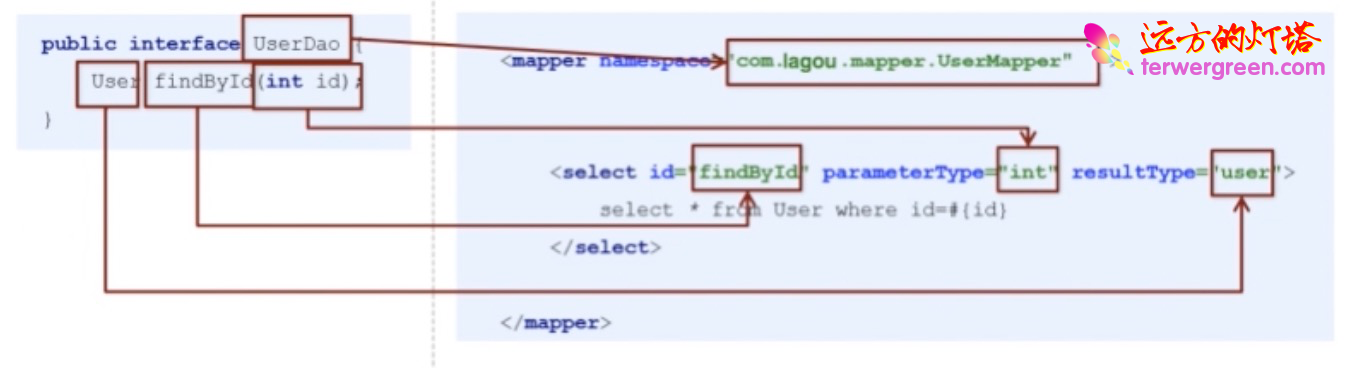 public interface UserDao {
User findById(int id);
}
<mapper namespace="com.lagou.mapper.UserMapper"
<select id="findById" parameterType="int" resultType="user">
select * from User where id=#{id}
</select>
</mapper>
远方的灯塔
terwergreen.com